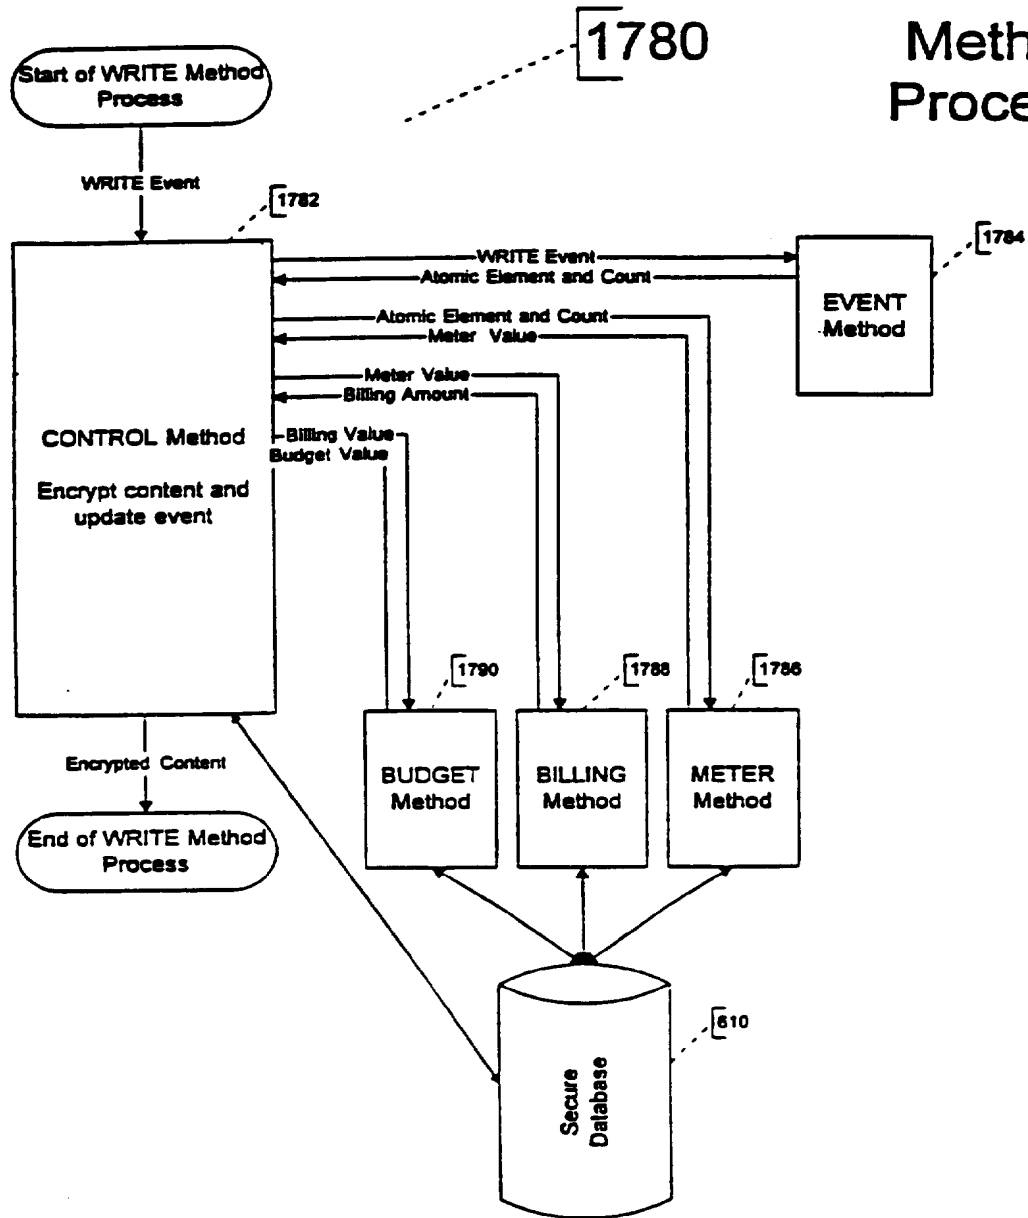 1780
Meth
Proce
Start of WRITE Method
Process
WRITE Event
1782
1784
WRITE Event
Atomic Element and Count
EVENT
Method
Atomic Element and Count
Meter Value
Meter Value
Billing Amount
CONTROL Method
Encrypt content and
update event
Billing Value
Budget Value
1790
1788
1786
BUDGET
Method
BILLING
Method
METER
Method
Encrypted Content
End of WRITE Method
Process
610
Secure
Database